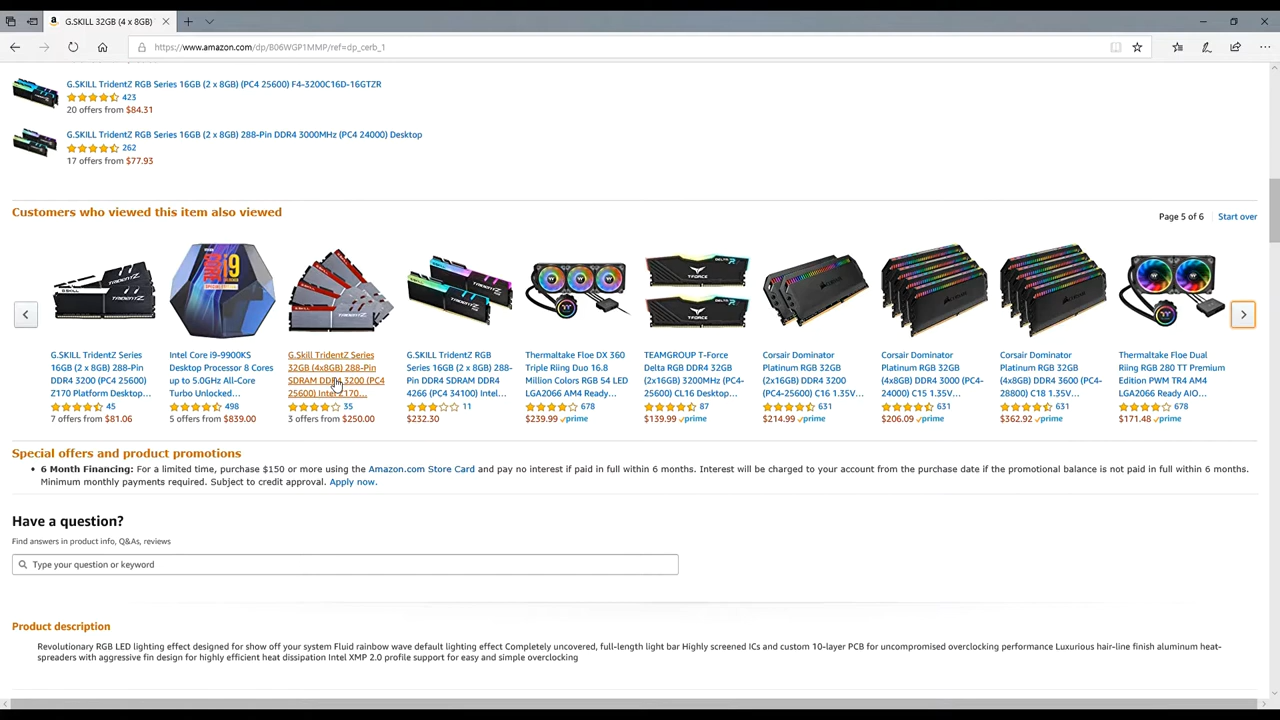 G.SKILL 32GB (4 x 8GB)
https://www.amazon.com/dp/B06WGP1MMP/ref=dp_cerb_1
G.SKILL TridentZ RGB Series 16GB (2 x 8GB) (PC4 25600) F4-3200C16D-16GTZR
423
20 offers from $84.31
G.SKILL TridentZ RGB Series 16GB (2 x 8GB) 288-Pin DDR4 3000MHz (PC4 24000) Desktop
262
17 offers from $77.93
Customers who viewed this item also viewed
Page 5 of 6 Start over
G.SKILL TridentZ Series
16GB (2 x 8GB) 288-Pin
DDR4 3200 (PC4 25600)
Z170 Platform Desktop...
45
7 offers from $81.06
Intel Core i9-9900KS
Desktop Processor 8 Cores
up to 5.0GHz All-Core
Turbo Unlocked...
498
5 offers from $839.00
G.Skill TridentZ Series
32GB (4x8GB) 288-Pin
SDRAM DDR4 3200 (PC4
25600) Intel Z170...
35
3 offers from $250.00
G.SKILL TridentZ RGB
Series 16GB (2 x 8GB) 288-
Pin DDR4 SDRAM DDR4
4266 (PC4 34100) Intel...
11
$232.30
Thermaltake Floe DX 360
Triple Riing Duo 16.8
Million Colors RGB 54 LED
LGA2066 AM4 Ready...
678
$239.99 prime
TEAMGROUP T-Force
Delta RGB DDR4 32GB
(2x16GB) 3200MHz (PC4-
25600) CL16 Desktop...
87
$139.99 prime
Corsair Dominator
Platinum RGB 32GB
(2x16GB) DDR4 3200
(PC4-25600) C16 1.35V...
631
$214.99 prime
Corsair Dominator
Platinum RGB 32GB
(4x8GB) DDR4 3000 (PC4-
24000) C15 1.35V...
631
$206.09 prime
Corsair Dominator
Platinum RGB 32GB
(4x8GB) DDR4 3600 (PC4-
28800) C18 1.35V...
631
$362.92 prime
Thermaltake Floe Dual
Riing RGB 280 TT Premium
Edition PWM TR4 AM4
LGA2066 Ready AIO...
678
$171.48 prime
Special offers and product promotions
6 Month Financing: For a limited time, purchase $150 or more using the Amazon.com Store Card and pay no interest if paid in full within 6 months. Interest will be charged to your account from the purchase date if the promotional balance is not paid in full within 6 months.
Minimum monthly payments required. Subject to credit approval. Apply now.
Have a question?
Find answers in product info, Q&As, reviews
Type your question or keyword
Product description
Revolutionary RGB LED lighting effect designed for show off your system Fluid rainbow wave default lighting effect Completely uncovered, full-length light bar Highly screened ICs and custom 10-layer PCB for uncompromised overclocking performance Luxurious hair-line finish aluminum heat-
spreaders with aggressive fin design for highly efficient heat dissipation Intel XMP 2.0 profile support for easy and simple overclocking